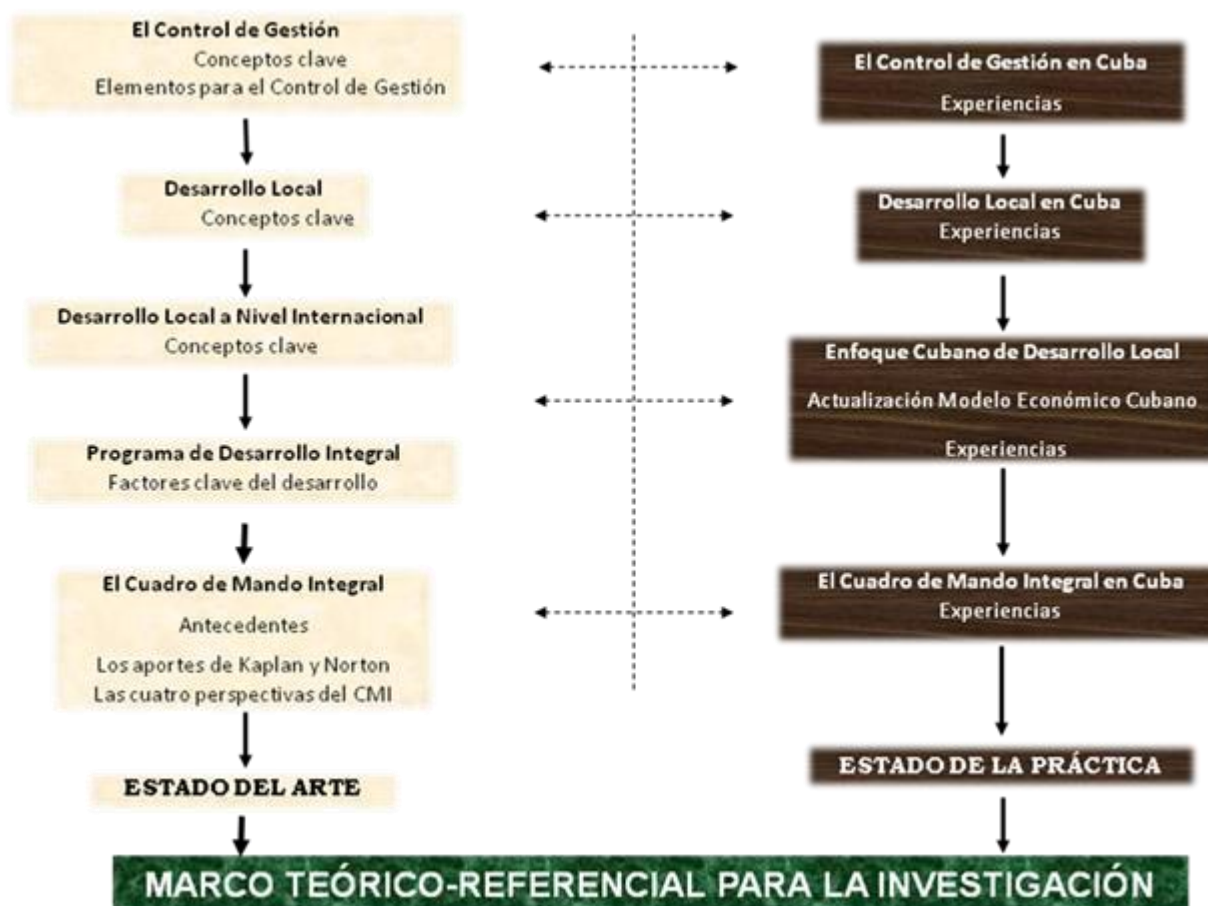 El Control de Gestión
Conceptos clave
Elementos para el Control de Gestión
Desarrollo Local
Conceptos clave
Desarrollo Local a Nivel Internacional
Conceptos clave
Programa de Desarrollo Integral
Factores clave del desarrollo
El Cuadro de Mando Integral
Antecedentes
Los aportes de Kaplan y Norton
Las cuatro perspectivas del CMI
ESTADO DEL ARTE
El Control de Gestión en Cuba
Experiencias
Desarrollo Local en Cuba
Experiencias
Enfoque Cubano de Desarrollo Local
Actualización Modelo Económico Cubano
Experiencias
El Cuadro de Mando Integral en Cuba
Experiencias
ESTADO DE LA PRÁCTICA
MARCO TEÓRICO-REFERENCIAL PARA LA INVESTIGACIÓN